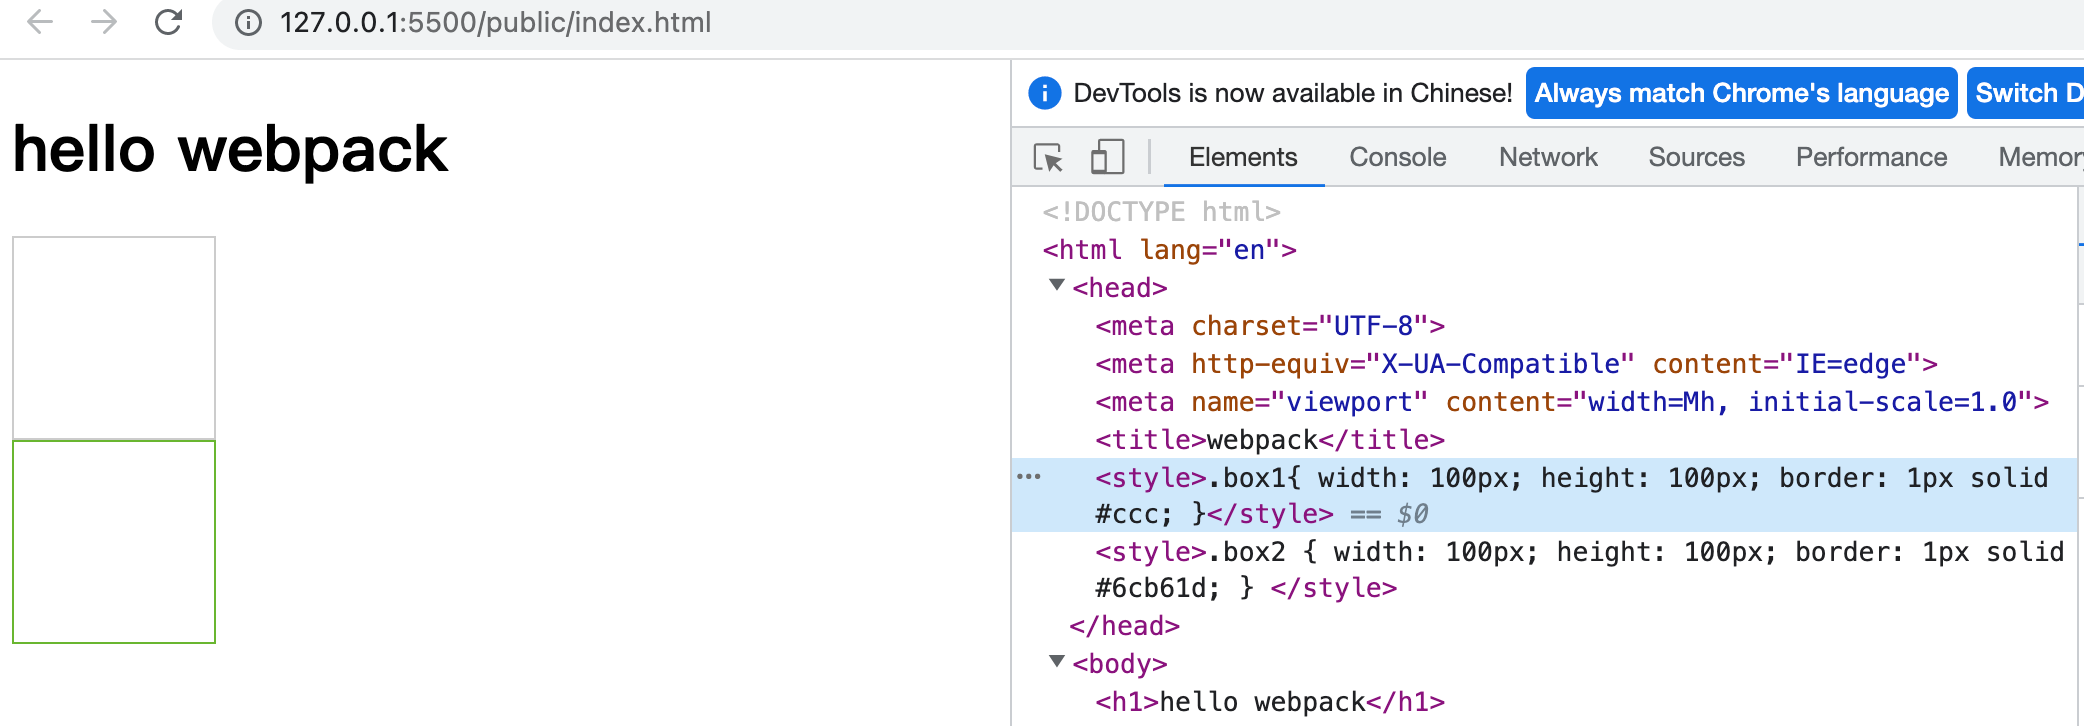 127.0.0.1:5500/public/index.html
hello webpack
DevTools is now available in Chinese! Always match Chrome's language Switch D
Elements Console Network Sources Performance Memory
<!DOCTYPE html>
<html lang="en">
<head>
<meta charset="UTF-8">
<meta http-equiv="X-UA-Compatible" content="IE=edge">
<meta name="viewport" content="width=Mh, initial-scale=1.0">
<title>webpack</title>
<style>.box1{ width: 100px; height: 100px; border: 1px solid
#ccc; }</style> == $0
<style>.box2 { width: 100px; height: 100px; border: 1px solid
#6cb61d; } </style>
</head>
<body>
<h1>hello webpack</h1>